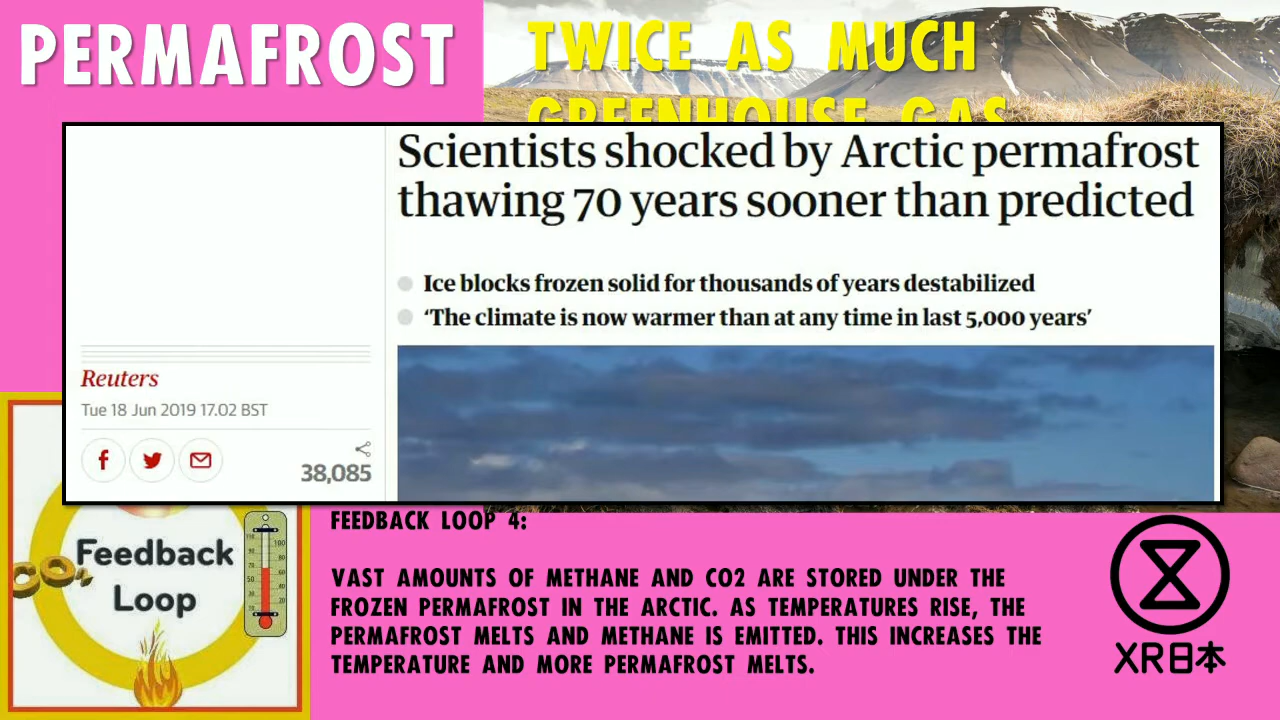 PERMAFROST
TWICE AS MUCH
GREENHOUSE GAS
Scientists shocked by Arctic permafrost
thawing 70 years sooner than predicted
Ice blocks frozen solid for thousands of years destabilized
‘The climate is now warmer than at any time in last 5,000 years’
Reuters
Tue 18 Jun 2019 17.02 BST
38,085
Feedback
Loop
CO₂
FEEDBACK LOOP 4:
VAST AMOUNTS OF METHANE AND CO2 ARE STORED UNDER THE
FROZEN PERMAFROST IN THE ARCTIC. AS TEMPERATURES RISE, THE
PERMAFROST MELTS AND METHANE IS EMITTED. THIS INCREASES THE
TEMPERATURE AND MORE PERMAFROST MELTS.
XR日本